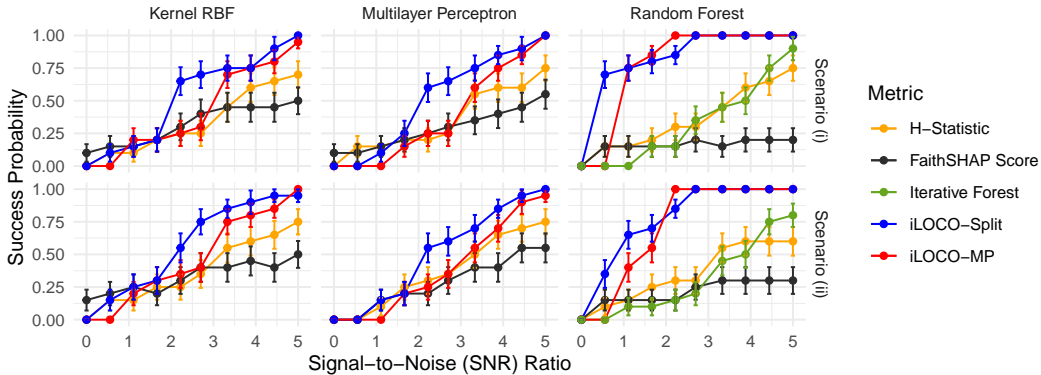 Kernel RBF Multilayer Perceptron Random Forest
1.00
0.75
0.50
0.25
0.00
Scenario (i)
1.00
0.75
0.50
0.25
0.00
Scenario (ii)
Success Probability
0 1 2 3 4 5 0 1 2 3 4 5 0 1 2 3 4 5
Signal-to-Noise (SNR) Ratio
Metric
H-Statistic
FaithSHAP Score
Iterative Forest
iLOCO-Split
iLOCO-MP